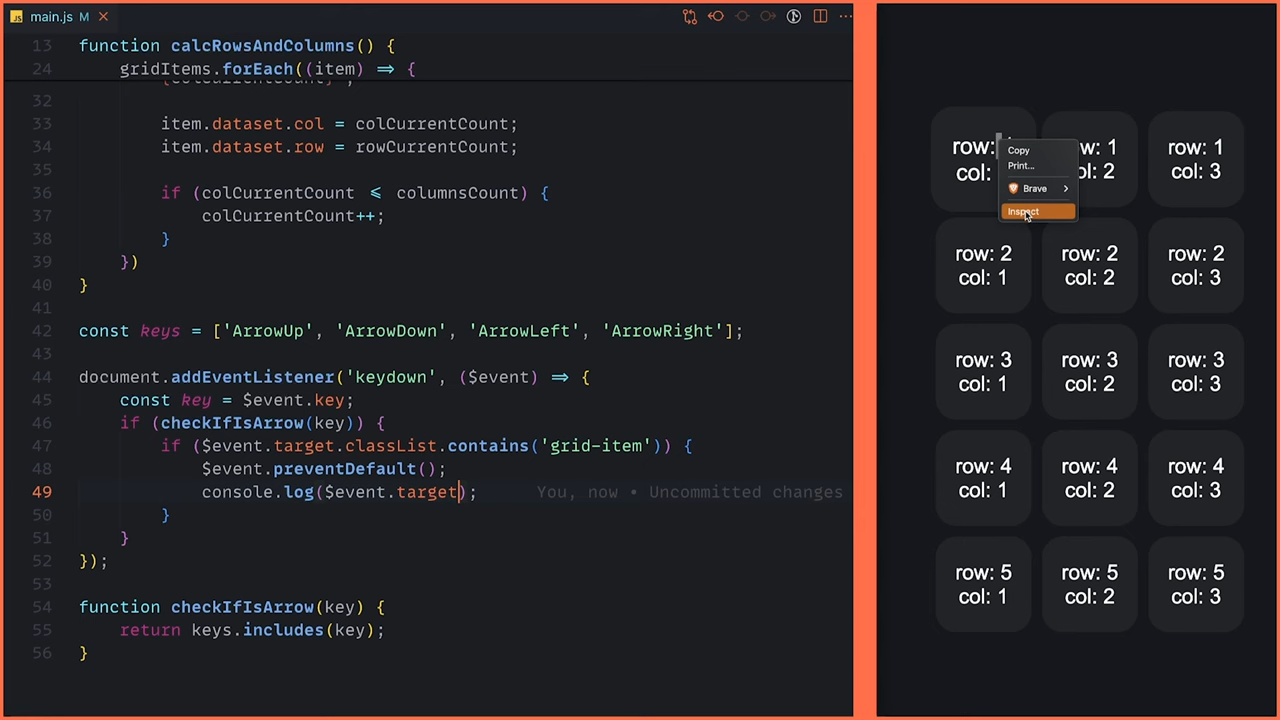 JS main.js M
13 function calcRowsAndColumns() {
24 gridItems.forEach((item) ⇒ {
32
33 item.dataset.col = colCurrentCount;
34 item.dataset.row = rowCurrentCount;
35
36 if (colCurrentCount ≤ columnsCount) {
37 colCurrentCount++;
38 }
39 })
40 }
41
42 const keys = ['ArrowUp', 'ArrowDown', 'ArrowLeft', 'ArrowRight'];
43
44 document.addEventListener('keydown', ($event) ⇒ {
45 const key = $event.key;
46 if (checkIfIsArrow(key)) {
47 if ($event.target.classList.contains('grid-item')) {
48 $event.preventDefault();
49 console.log($event.target); You, now • Uncommitted changes
50 }
51 }
52 });
53
54 function checkIfIsArrow(key) {
55 return keys.includes(key);
56 }
row:
col:
Copy
Print...
Brave
Inspect
1
col: 2
row: 1
col: 3
row: 2
col: 1
row: 2
col: 2
row: 2
col: 3
row: 3
col: 1
row: 3
col: 2
row: 3
col: 3
row: 4
col: 1
row: 4
col: 2
row: 4
col: 3
row: 5
col: 1
row: 5
col: 2
row: 5
col: 3